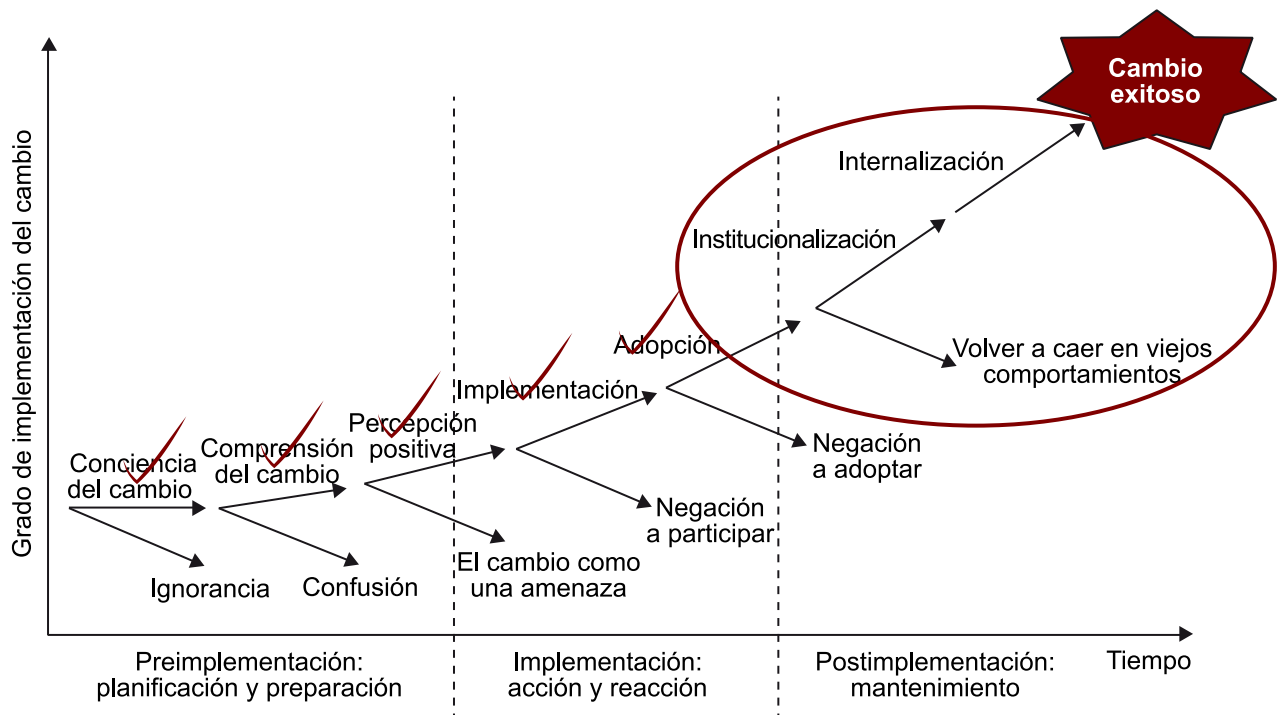 Cambio
exitoso
Grado de implementación del cambio
Internalización
Institucionalización
Volver a caer en viejos
comportamientos
Adopción
Negación
a adoptar
Implementación
Negación
a participar
Percepción
positiva
El cambio como
una amenaza
Comprensión
del cambio
Confusión
Conciencia
del cambio
Ignorancia
Preimplementación:
planificación y preparación
Implementación:
acción y reacción
Postimplementación:
mantenimiento
Tiempo